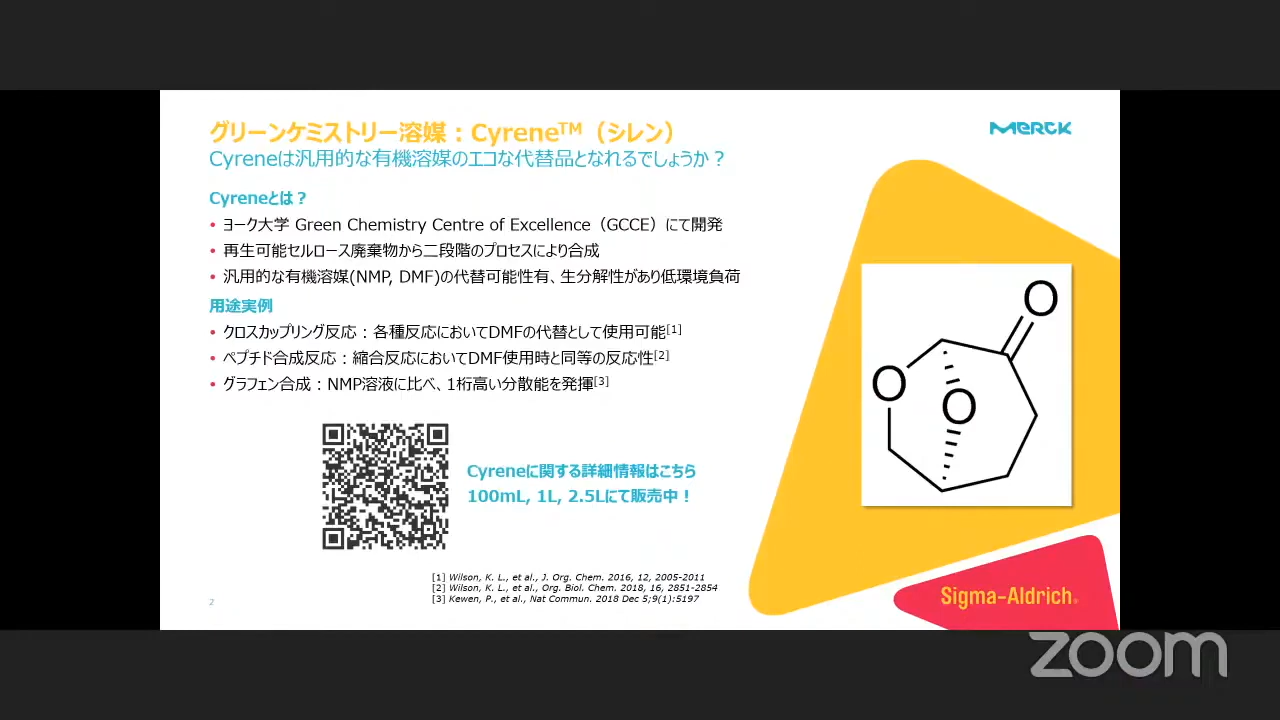 グリーンケミストリー溶媒：Cyrene™（シレン）
MERCK
Cyreneは汎用的な有機溶媒のエコな代替品となれるでしょうか？
Cyreneとは？
• ヨーク大学 Green Chemistry Centre of Excellence（GCCE）にて開発
• 再生可能セルロース廃棄物から二段階のプロセスにより合成
• 汎用的な有機溶媒(NMP, DMF)の代替可能性有、生分解性があり低環境負荷
用途実例
• クロスカップリング反応：各種反応においてDMFの代替として使用可能[1]
• ペプチド合成反応：縮合反応においてDMF使用時と同等の反応性[2]
• グラフェン合成：NMP溶液に比べ、1桁高い分散能を発揮[3]
O
O
O
Cyreneに関する詳細情報はこちら
100mL, 1L, 2.5Lにて販売中！
[1] Wilson, K. L., et al., J. Org. Chem. 2016, 12, 2005-2011
[2] Wilson, K. L., et al., Org. Biol. Chem. 2018, 16, 2851-2854
[3] Kewen, P., et al., Nat Commun. 2018 Dec 5;9(1):5197
2
Sigma-Aldrich®
zoom